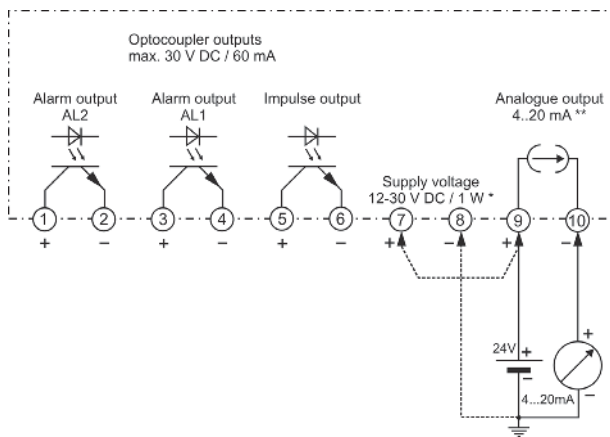 Optocoupler outputs
max. 30 V DC / 60 mA
Alarm output
AL2
Alarm output
AL1
Impulse output
Analogue output
4..20 mA **
Supply voltage
12-30 V DC / 1 W *
1 2 3 4 5 6 7 8 9 10
+ − + − + − + − + −
24V + +
− −
4...20mA